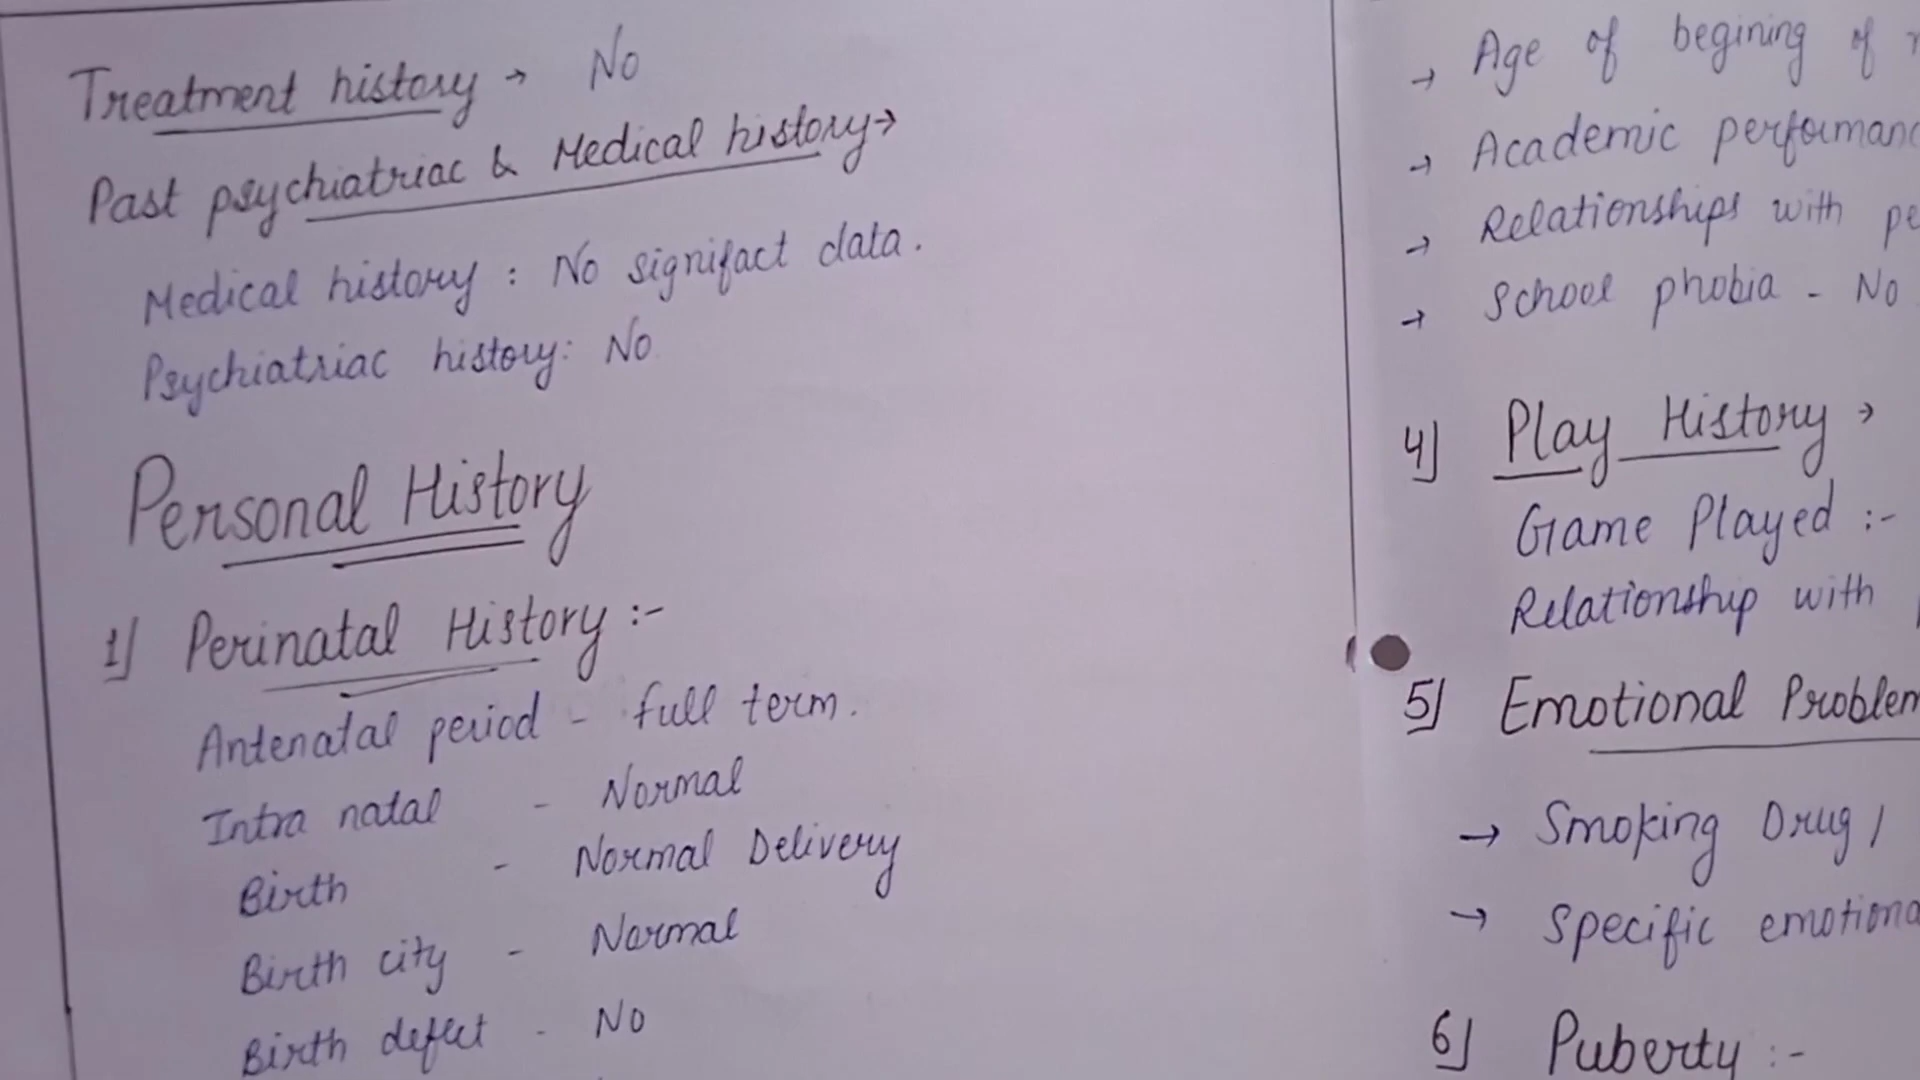 Treatment history → No
Past psychiatriac & Medical history →
Medical history : No signifact data.
Psychiatriac history: No
Personal History
1) Perinatal History :-
Antenatal period - full term.
Intra natal - Normal
Birth - Normal Delivery
Birth city - Normal
Birth defect - No
→ Age of begining of
→ Academic performanc
→ Relationships with pe
→ School phobia - No
4) Play History →
Game Played :-
Relationship with
5) Emotional Problem
→ Smoking Drug /
→ Specific emotiona
6) Puberty :-